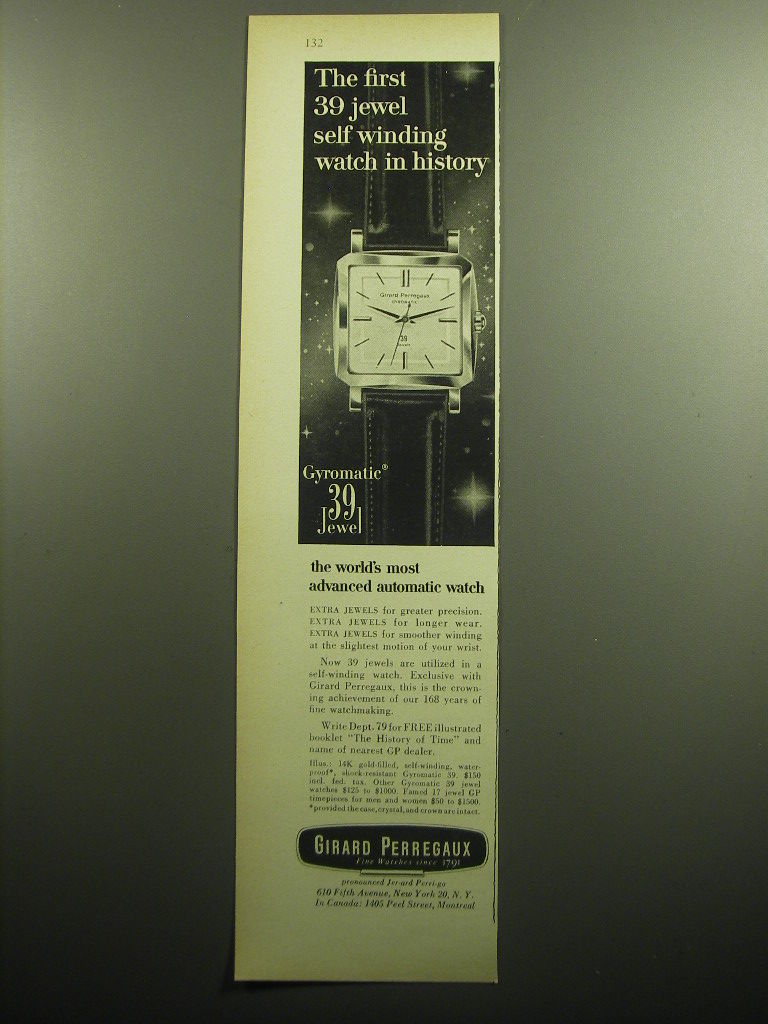 132
The first
39 jewel
self winding
watch in history
Girard Perregaux
GYROMATIC
39
jewels
Gyromatic®
39
Jewel
the world's most
advanced automatic watch
EXTRA JEWELS for greater precision.
EXTRA JEWELS for longer wear.
EXTRA JEWELS for smoother winding
at the slightest motion of your wrist.
Now 39 jewels are utilized in a
self-winding watch. Exclusive with
Girard Perregaux, this is the crown-
ing achievement of our 168 years of
fine watchmaking.
Write Dept. 79 for FREE illustrated
booklet "The History of Time" and
name of nearest GP dealer.
Illus.: 14K gold-filled, self-winding, water-
proof*, shock-resistant Gyromatic 39. $150
incl. fed. tax. Other Gyromatic 39 jewel
watches $125 to $1000. Famed 17 jewel GP
timepieces for men and women $50 to $1500.
*provided the case, crystal, and crown are intact.
GIRARD PERREGAUX
Fine Watches since 1791
pronounced Jer-ard Perri-go
610 Fifth Avenue, New York 20, N. Y.
In Canada: 1405 Peel Street, Montreal